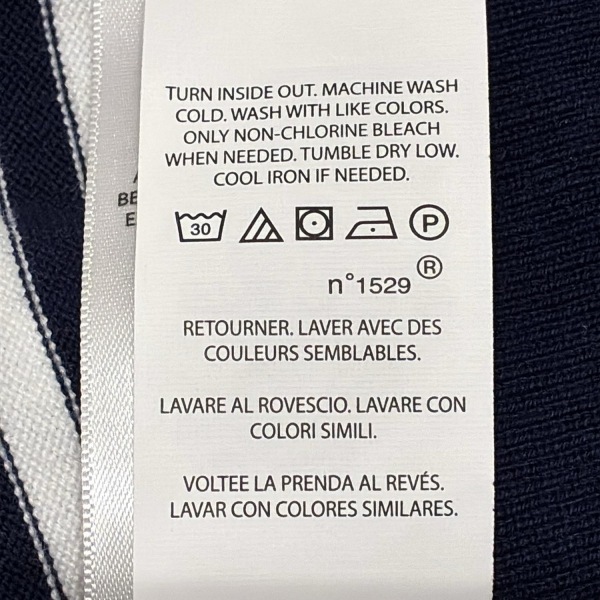 TURN INSIDE OUT. MACHINE WASH
COLD. WASH WITH LIKE COLORS.
ONLY NON-CHLORINE BLEACH
WHEN NEEDED. TUMBLE DRY LOW.
COOL IRON IF NEEDED.
30 P
n°1529®
RETOURNER. LAVER AVEC DES
COULEURS SEMBLABLES.
LAVARE AL ROVESCIO. LAVARE CON
COLORI SIMILI.
VOLTEE LA PRENDA AL REVÉS.
LAVAR CON COLORES SIMILARES.